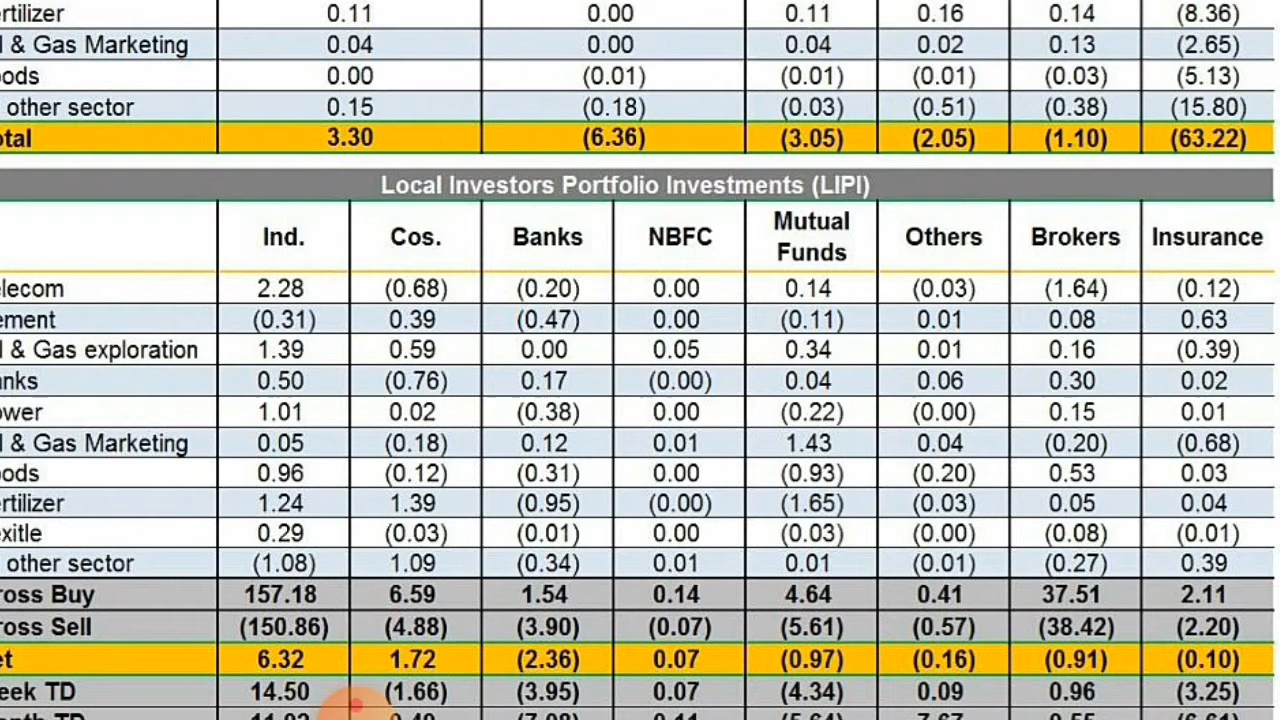 rtilizer 0.11 0.00 0.11 0.16 0.14 (8.36)
l & Gas Marketing 0.04 0.00 0.04 0.02 0.13 (2.65)
ods 0.00 (0.01) (0.01) (0.01) (0.03) (5.13)
other sector 0.15 (0.18) (0.03) (0.51) (0.38) (15.80)
otal 3.30 (6.36) (3.05) (2.05) (1.10) (63.22)
Local Investors Portfolio Investments (LIPI)
Ind. Cos. Banks NBFC Mutual Funds Others Brokers Insurance
elecom 2.28 (0.68) (0.20) 0.00 0.14 (0.03) (1.64) (0.12)
ement (0.31) 0.39 (0.47) 0.00 (0.11) 0.01 0.08 0.63
l & Gas exploration 1.39 0.59 0.00 0.05 0.34 0.01 0.16 (0.39)
nks 0.50 (0.76) 0.17 (0.00) 0.04 0.06 0.30 0.02
ower 1.01 0.02 (0.38) 0.00 (0.22) (0.00) 0.15 0.01
l & Gas Marketing 0.05 (0.18) 0.12 0.01 1.43 0.04 (0.20) (0.68)
ods 0.96 (0.12) (0.31) 0.00 (0.93) (0.20) 0.53 0.03
rtilizer 1.24 1.39 (0.95) (0.00) (1.65) (0.03) 0.05 0.04
exitle 0.29 (0.03) (0.01) 0.00 (0.03) (0.00) (0.08) (0.01)
other sector (1.08) 1.09 (0.34) 0.01 0.01 (0.01) (0.27) 0.39
ross Buy 157.18 6.59 1.54 0.14 4.64 0.41 37.51 2.11
ross Sell (150.86) (4.88) (3.90) (0.07) (5.61) (0.57) (38.42) (2.20)
et 6.32 1.72 (2.36) 0.07 (0.97) (0.16) (0.91) (0.10)
eek TD 14.50 (1.66) (3.95) 0.07 (4.34) 0.09 0.96 (3.25)